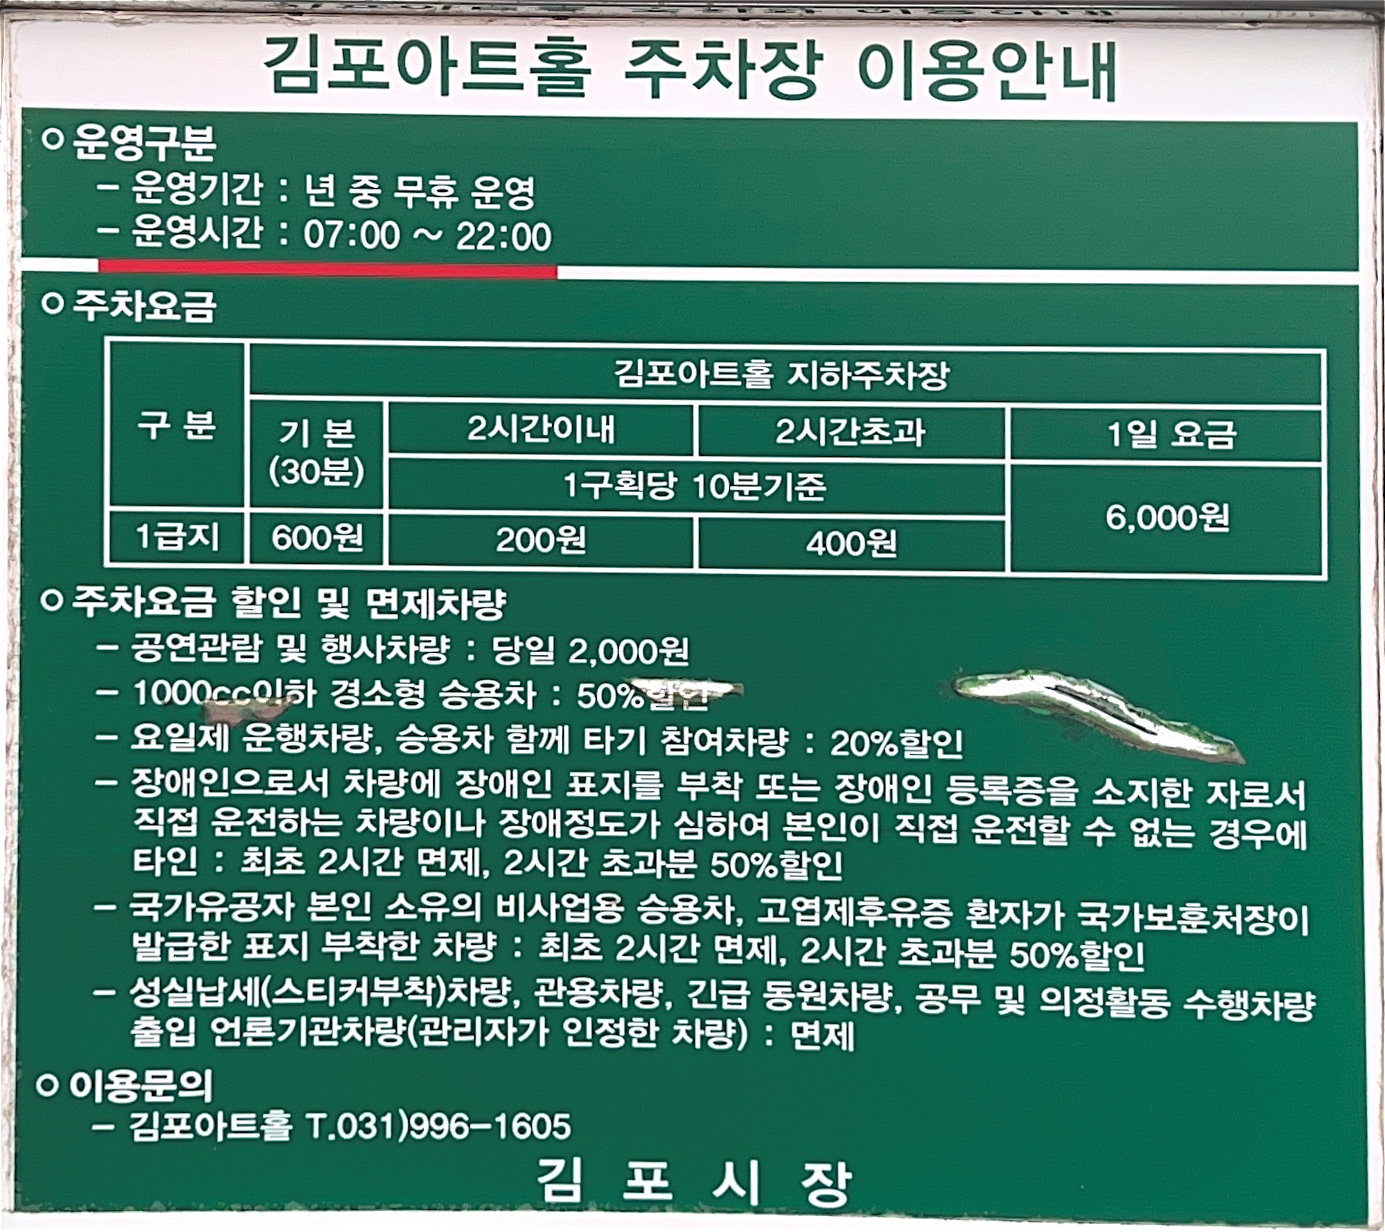 김포아트홀 주차장 이용안내
○ 운영구분
- 운영기간 : 년 중 무휴 운영
- 운영시간 : 07:00 ~ 22:00
○ 주차요금
구 분
김포아트홀 지하주차장
기 본
(30분)
2시간이내
2시간초과
1일 요금
1구획당 10분기준
1급지
600원
200원
400원
6,000원
○ 주차요금 할인 및 면제차량
- 공연관람 및 행사차량 : 당일 2,000원
- 1000cc이하 경소형 승용차 : 50%할인
- 요일제 운행차량, 승용차 함께 타기 참여차량 : 20%할인
- 장애인으로서 차량에 장애인 표지를 부착 또는 장애인 등록증을 소지한 자로서
직접 운전하는 차량이나 장애정도가 심하여 본인이 직접 운전할 수 없는 경우에
타인 : 최초 2시간 면제, 2시간 초과분 50%할인
- 국가유공자 본인 소유의 비사업용 승용차, 고엽제후유증 환자가 국가보훈처장이
발급한 표지 부착한 차량 : 최초 2시간 면제, 2시간 초과분 50%할인
- 성실납세(스티커부착)차량, 관용차량, 긴급 동원차량, 공무 및 의정활동 수행차량
출입 언론기관차량(관리자가 인정한 차량) : 면제
○ 이용문의
- 김포아트홀 T.031)996-1605
김 포 시 장